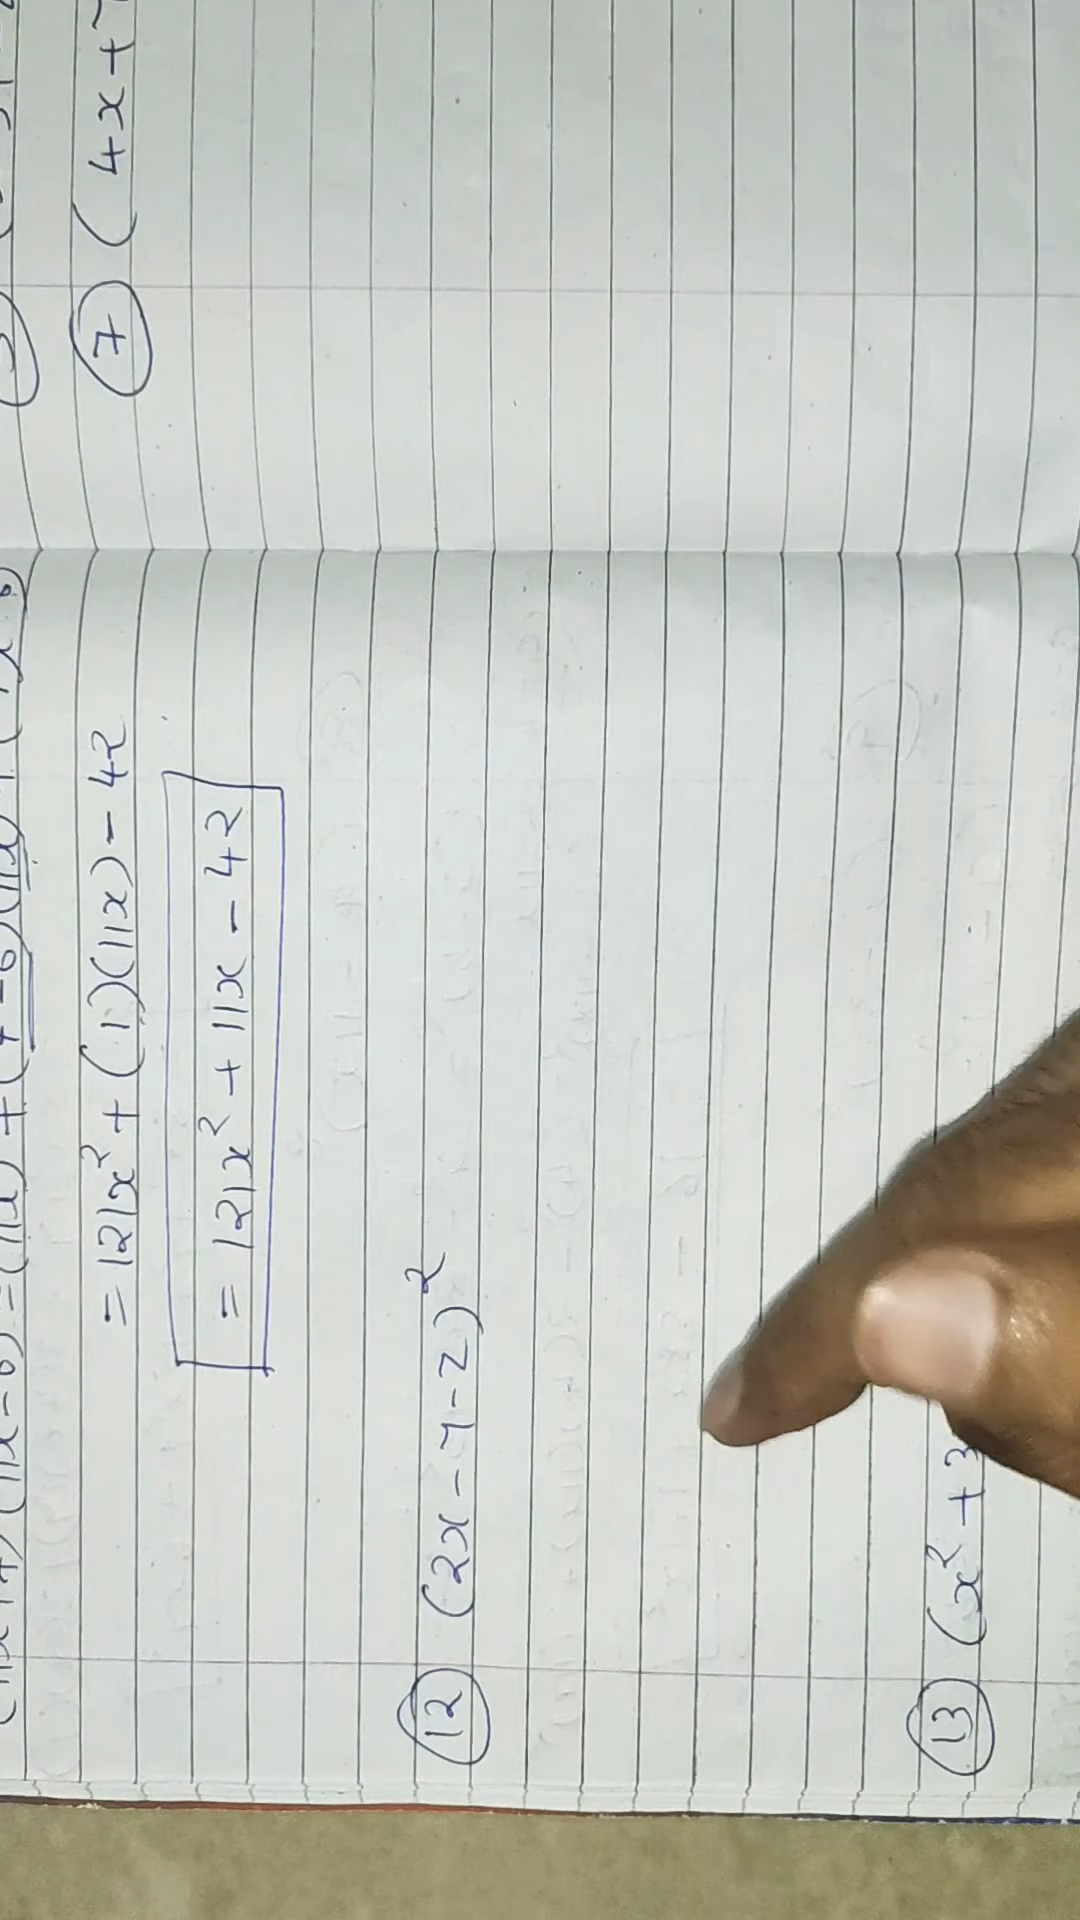 = 121x² + (1)(11x) - 42
= 121x² + 11x - 42
12 (2x - y - z)²
13 (x² + 3
7 (4x +